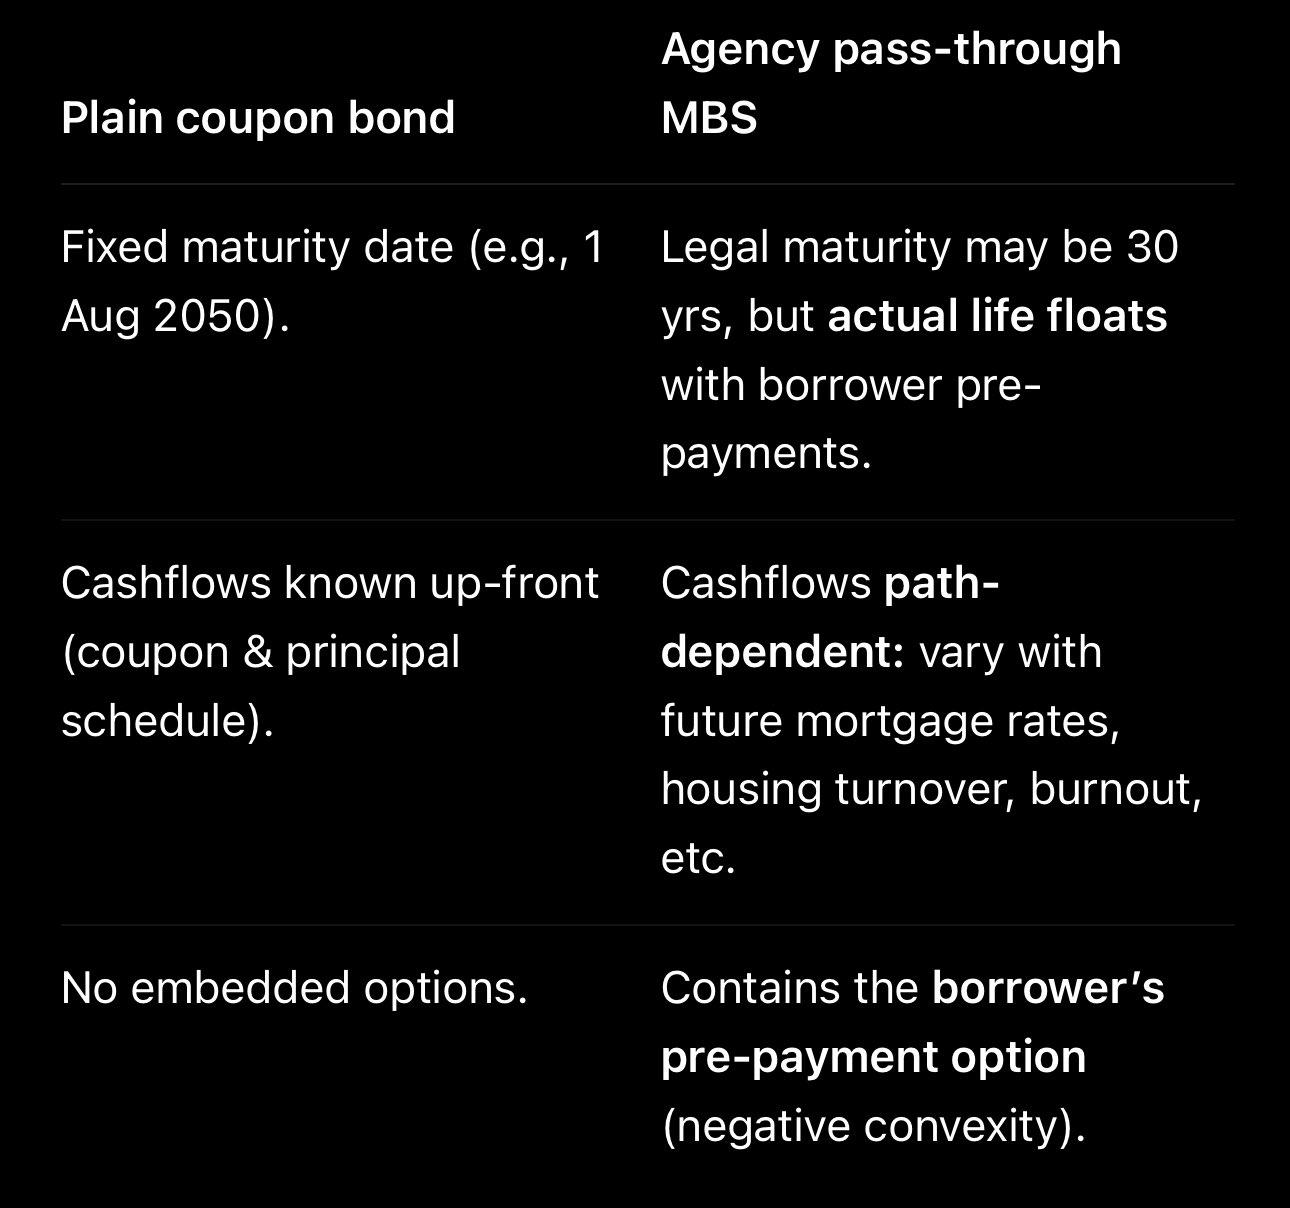 Plain coupon bond
Agency pass-through
MBS
Fixed maturity date (e.g., 1
Aug 2050).
Legal maturity may be 30
yrs, but actual life floats
with borrower pre-
payments.
Cashflows known up-front
(coupon & principal
schedule).
Cashflows path-
dependent: vary with
future mortgage rates,
housing turnover, burnout,
etc.
No embedded options.
Contains the borrower’s
pre-payment option
(negative convexity).